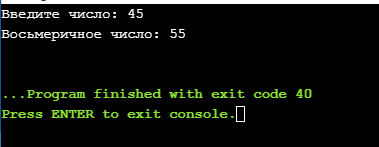 Введите число: 45
Восьмеричное число: 55
...Program finished with exit code 40
Press ENTER to exit console.